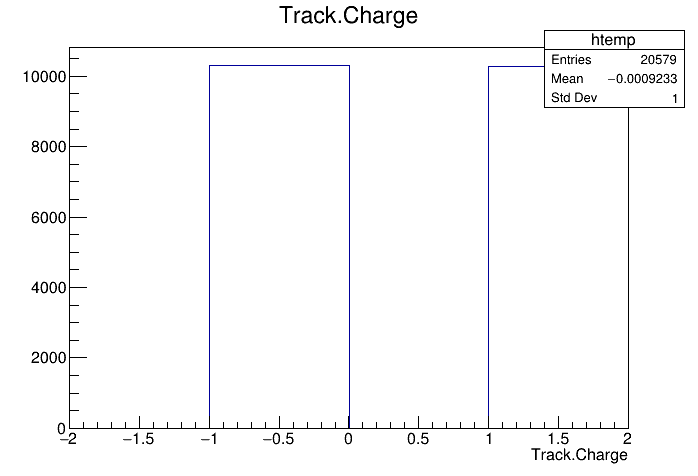 Track.Charge
htemp
Entries 20579
Mean −0.0009233
Std Dev 1
10000
8000
6000
4000
2000
0
−2 −1.5 −1 −0.5 0 0.5 1 1.5 2
Track.Charge